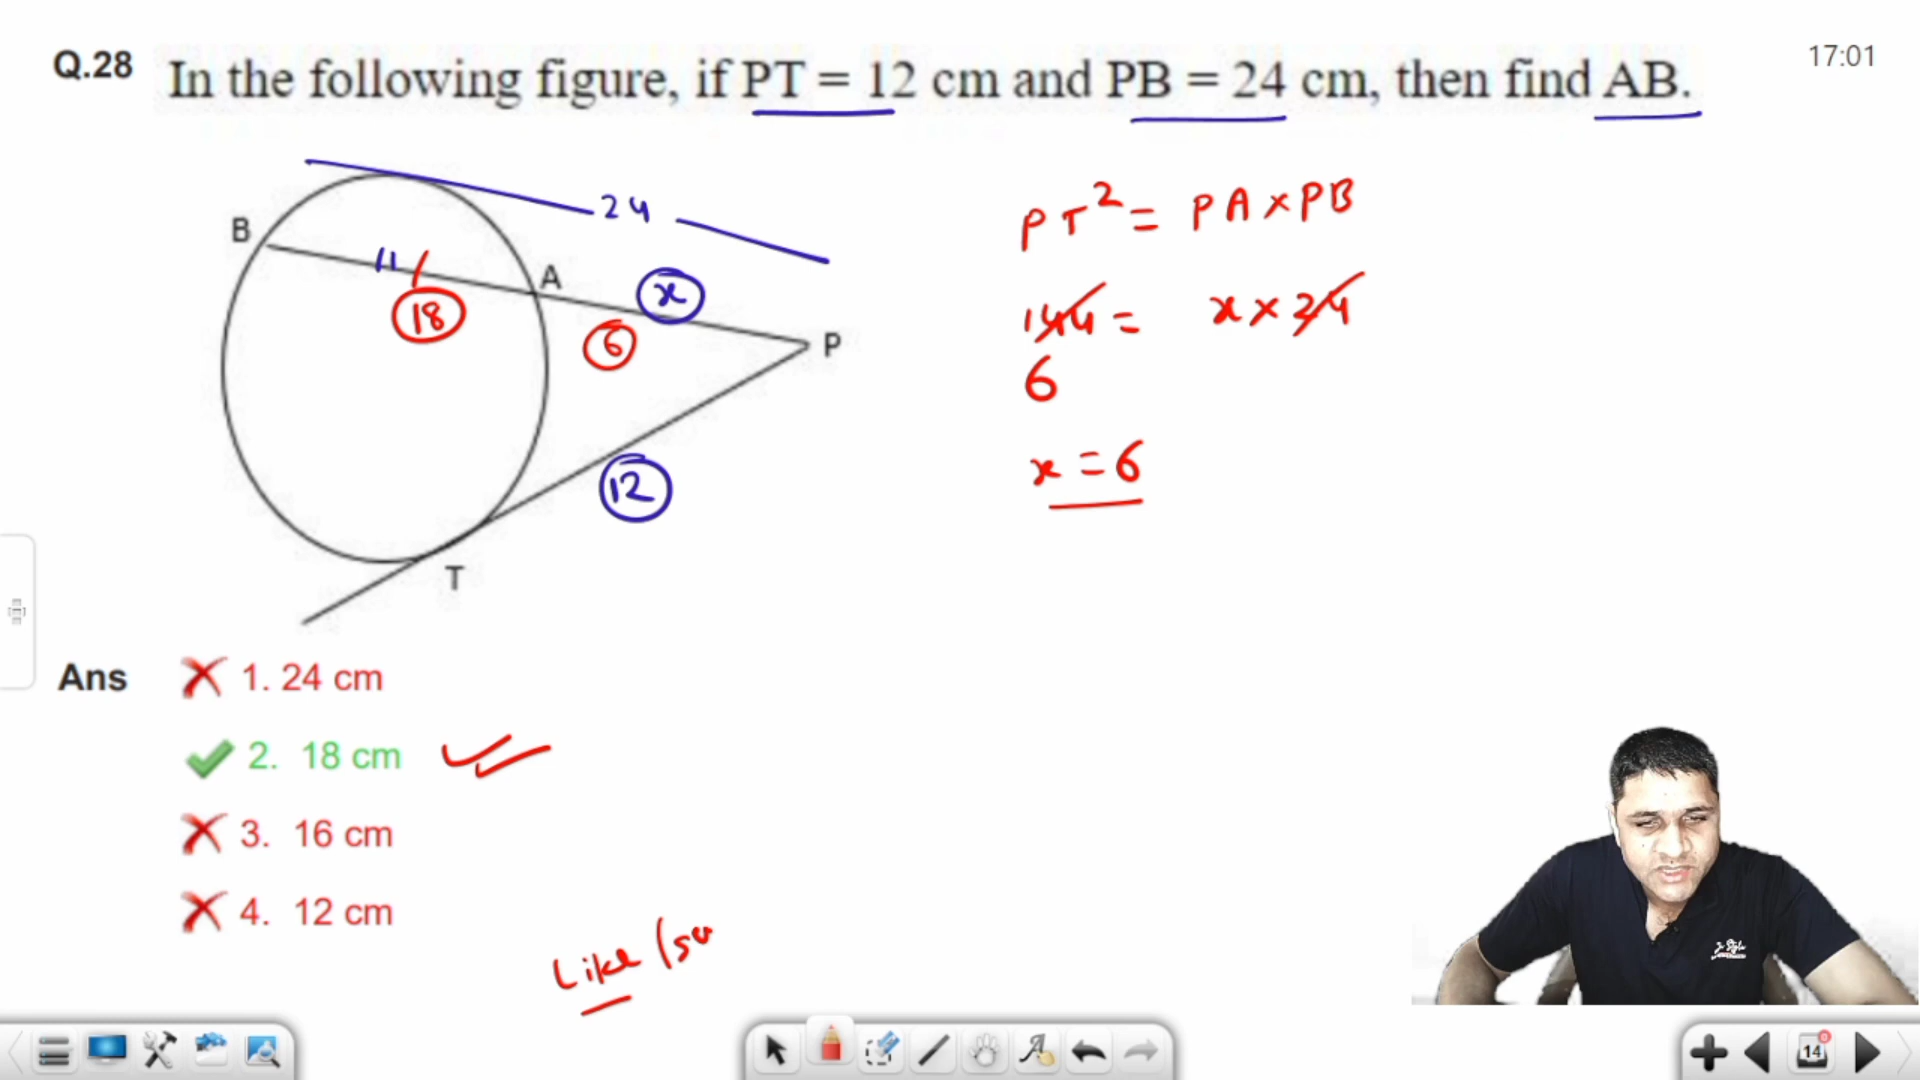 Q.28 In the following figure, if PT = 12 cm and PB = 24 cm, then find AB.
17:01
24
B
A
x
18
6
P
12
T
PT² = PA × PB
144 = x × 24
6
x = 6
Ans
1. 24 cm
2. 18 cm
3. 16 cm
4. 12 cm
Like (su
14
0